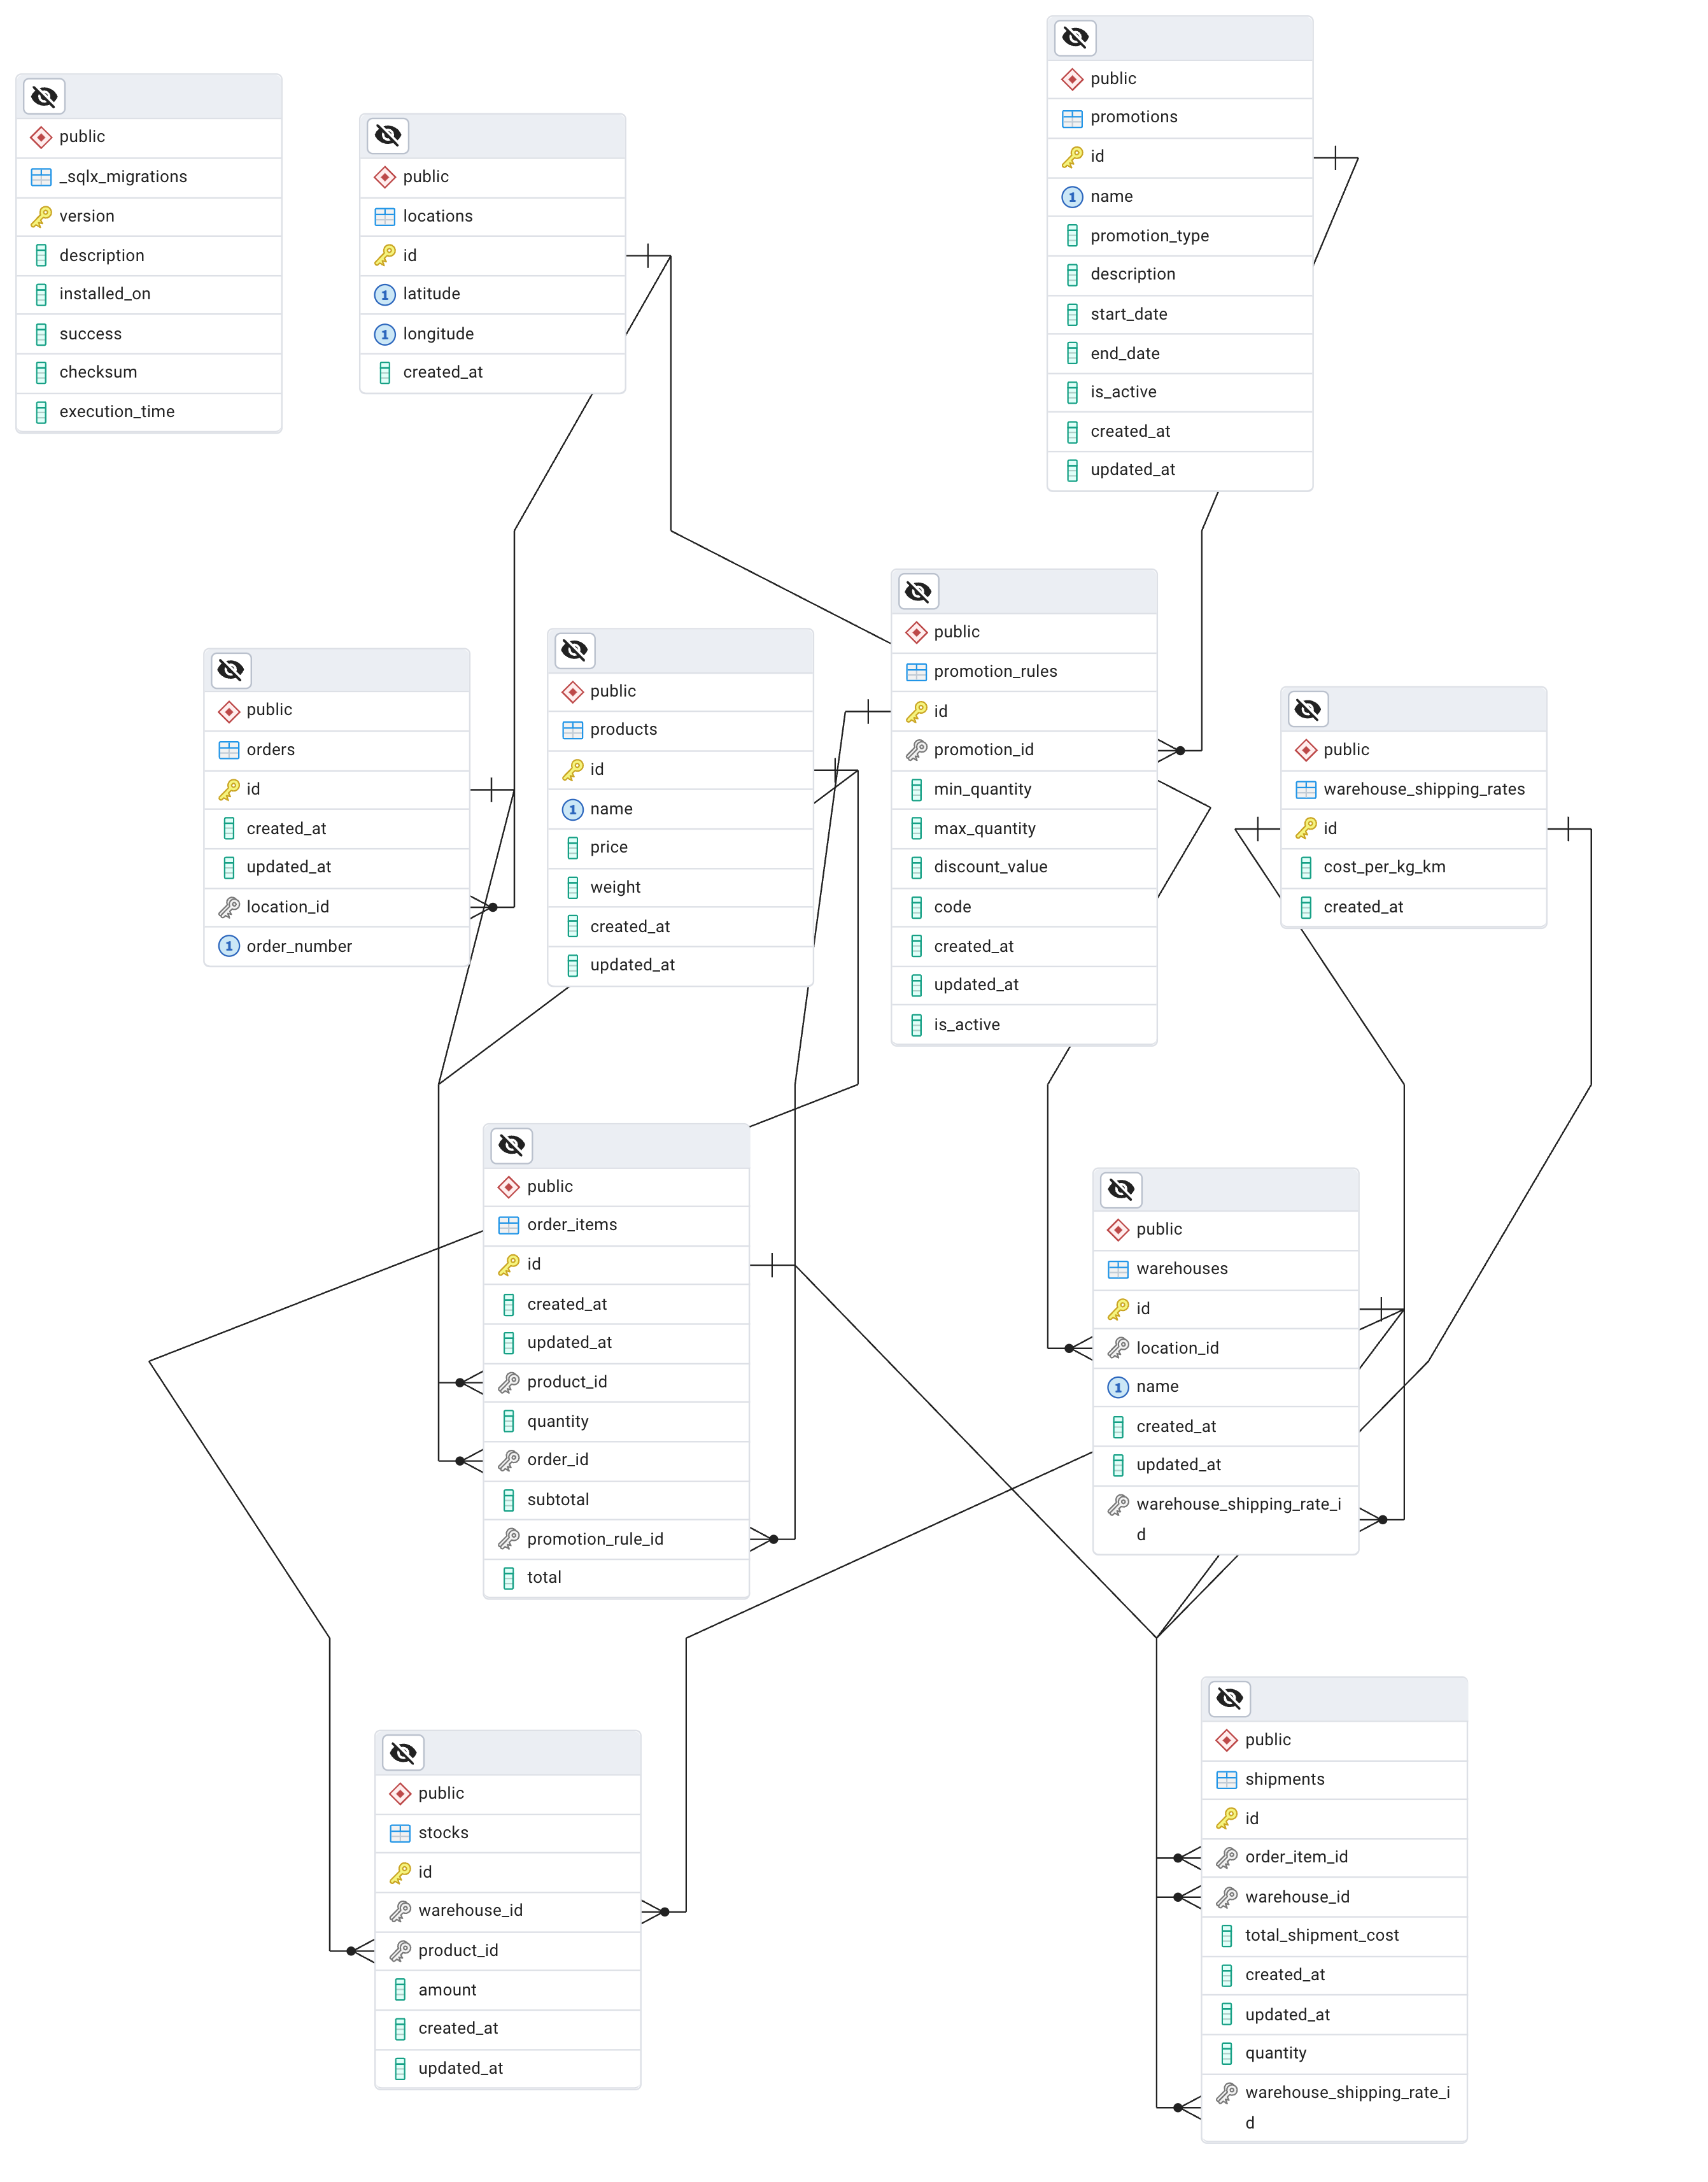 public
_sqlx_migrations
version
description
installed_on
success
checksum
execution_time
public
locations
id
latitude
longitude
created_at
public
promotions
id
name
promotion_type
description
start_date
end_date
is_active
created_at
updated_at
public
orders
id
created_at
updated_at
location_id
order_number
public
products
id
name
price
weight
created_at
updated_at
public
promotion_rules
id
promotion_id
min_quantity
max_quantity
discount_value
code
created_at
updated_at
is_active
public
warehouse_shipping_rates
id
cost_per_kg_km
created_at
public
order_items
id
created_at
updated_at
product_id
quantity
order_id
subtotal
promotion_rule_id
total
public
warehouses
id
location_id
name
created_at
updated_at
warehouse_shipping_rate_i
d
public
stocks
id
warehouse_id
product_id
amount
created_at
updated_at
public
shipments
id
order_item_id
warehouse_id
total_shipment_cost
created_at
updated_at
quantity
warehouse_shipping_rate_i
d